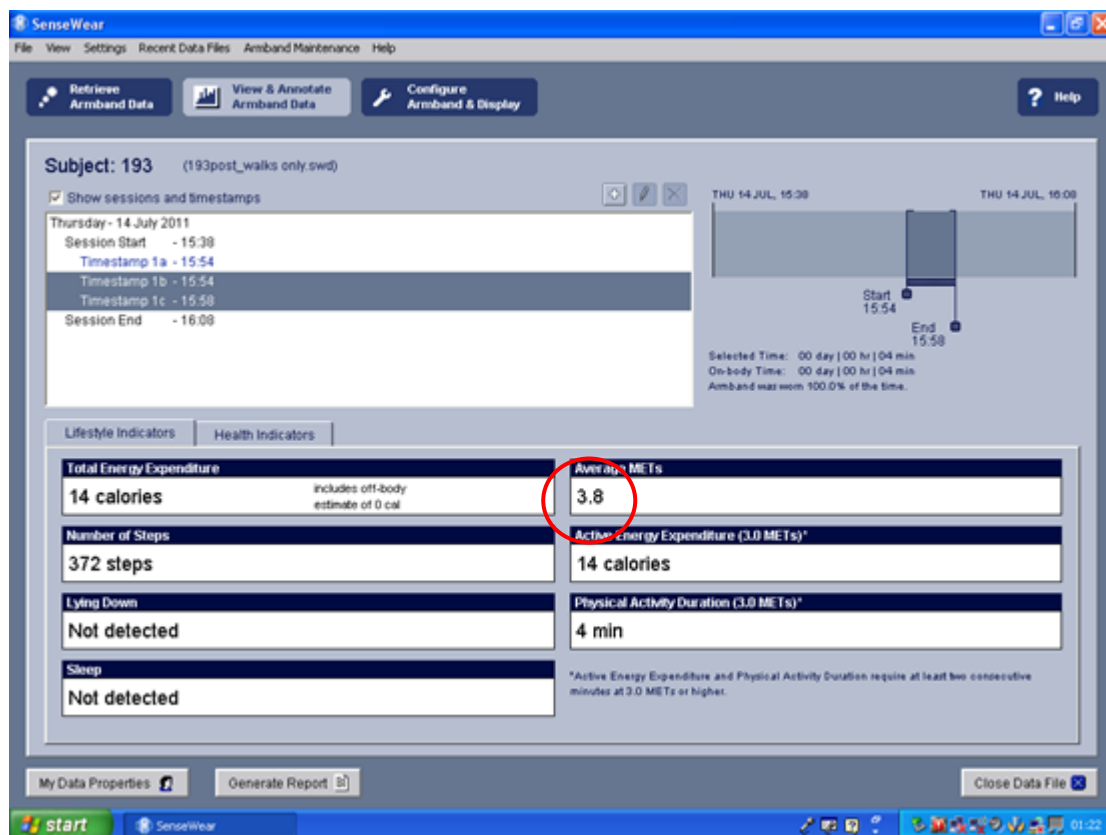 SenseWear
File View Settings Recent Data Files Armband Maintenance Help
Retrieve
Armband Data
View & Annotate
Armband Data
Configure
Armband & Display
? Help
Subject: 193 (193post_walks only.swd)
Show sessions and timestamps
Thursday - 14 July 2011
Session Start - 15:38
Timestamp 1a - 15:54
Timestamp 1b - 15:54
Timestamp 1c - 15:58
Session End - 16:08
THU 14 JUL, 15:38 THU 14 JUL, 16:08
Start
15:54
End
15:58
Selected Time: 00 day | 00 hr | 04 min
On-body Time: 00 day | 00 hr | 04 min
Armband was worn 100.0% of the time.
Lifestyle Indicators Health Indicators
Total Energy Expenditure
14 calories
includes off-body
estimate of 0 cal
Average METs
3.8
Number of Steps
372 steps
Active Energy Expenditure (3.0 METs)*
14 calories
Lying Down
Not detected
Physical Activity Duration (3.0 METs)*
4 min
Sleep
Not detected
*Active Energy Expenditure and Physical Activity Duration require at least two consecutive
minutes at 3.0 METs or higher.
My Data Properties Generate Report Close Data File
start SenseWear 01:22